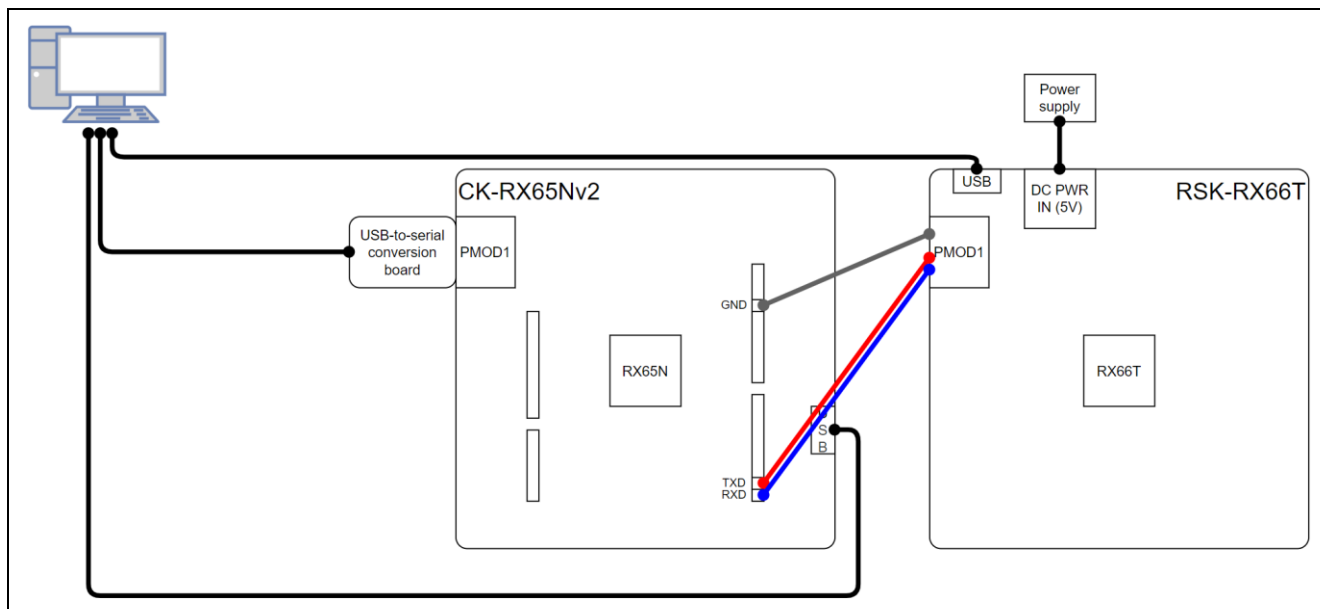 Power
supply
CK-RX65Nv2
USB
DC PWR
IN (5V)
RSK-RX66T
USB-to-serial
conversion
board
PMOD1
PMOD1
GND
RX65N
RX66T
U
S
B
TXD
RXD